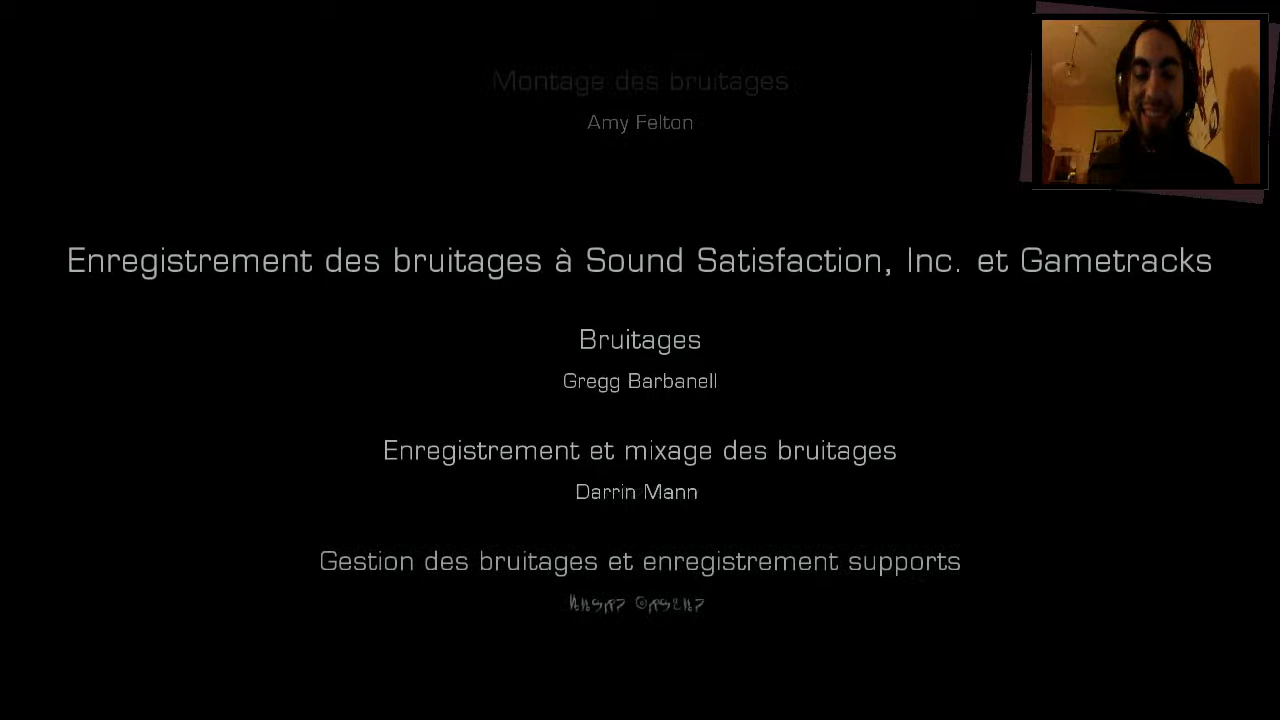 Montage des bruitages
Amy Felton
Enregistrement des bruitages à Sound Satisfaction, Inc. et Gametracks
Bruitages
Gregg Barbanell
Enregistrement et mixage des bruitages
Darrin Mann
Gestion des bruitages et enregistrement supports